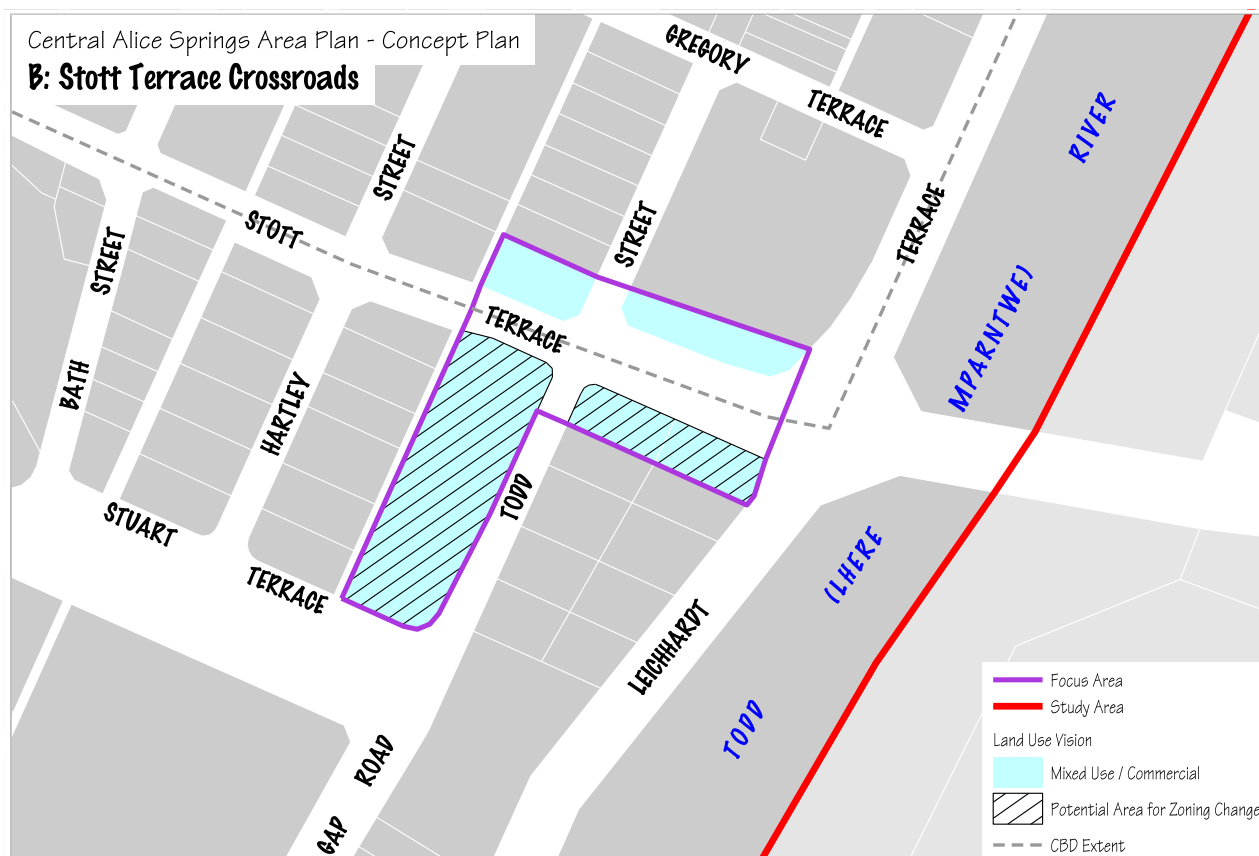 Central Alice Springs Area Plan - Concept Plan
B: Stott Terrace Crossroads
GREGORY
TERRACE
RIVER
STREET
STOTT
STREET
TERRACE
STREET
MPARNTWE)
TERRACE
BATH
HARTLEY
TODD
STUART
(LHERE
TERRACE
LEICHHARDT
TODD
ROAD
GAP
Focus Area
Study Area
Land Use Vision
Mixed Use / Commercial
Potential Area for Zoning Change
CBD Extent